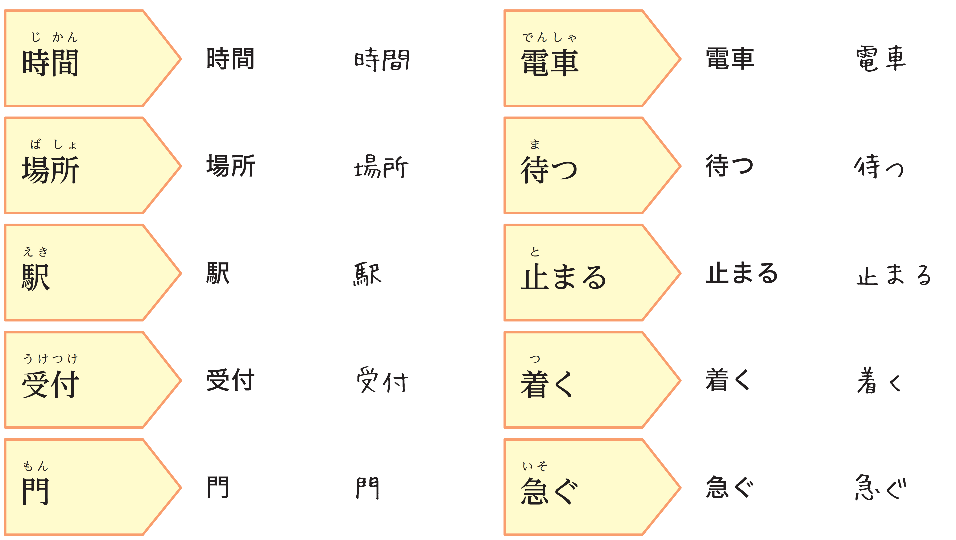 じ かん
時間 時間 時間
ば しょ
場所 場所 場所
えき
駅 駅 駅
うけつけ
受付 受付 受付
もん
門 門 門
でんしゃ
電車 電車 電車
ま
待つ 待つ 待つ
と
止まる 止まる 止まる
つ
着く 着く 着く
いそ
急ぐ 急ぐ 急ぐ